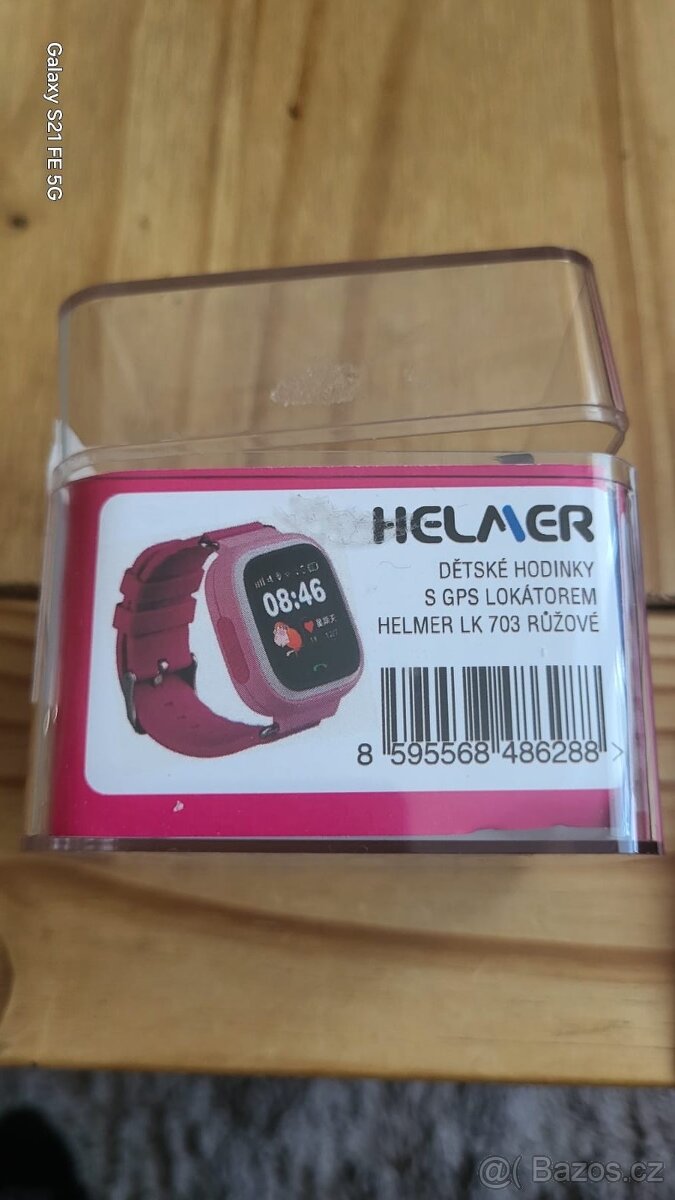 Galaxy S21 FE 5G
HELMER
DĚTSKÉ HODINKY
S GPS LOKÁTOREM
HELMER LK 703 RŮŽOVÉ
08:46
8 595568 486288 >
@( Bazos.cz